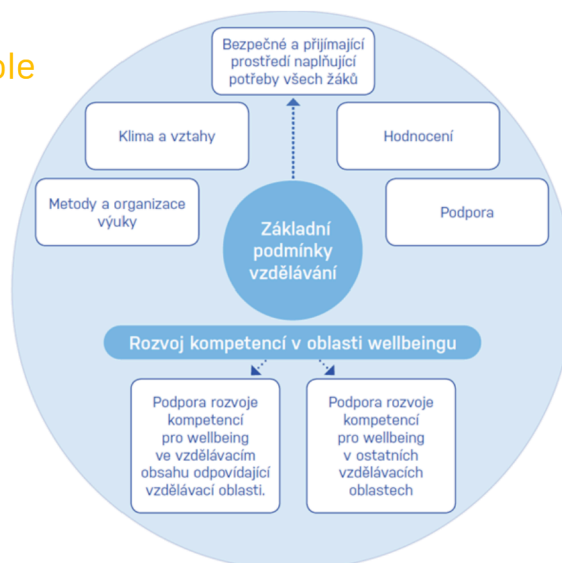 Bezpečné a přijímající
prostředí naplňující
potřeby všech žáků
Klima a vztahy
Hodnocení
Metody a organizace
výuky
Podpora
Základní
podmínky
vzdělávání
Rozvoj kompetencí v oblasti wellbeingu
Podpora rozvoje
kompetencí
pro wellbeing
ve vzdělávacím
obsahu odpovídající
vzdělávací oblasti.
Podpora rozvoje
kompetencí
pro wellbeing
v ostatních
vzdělávacích
oblastech